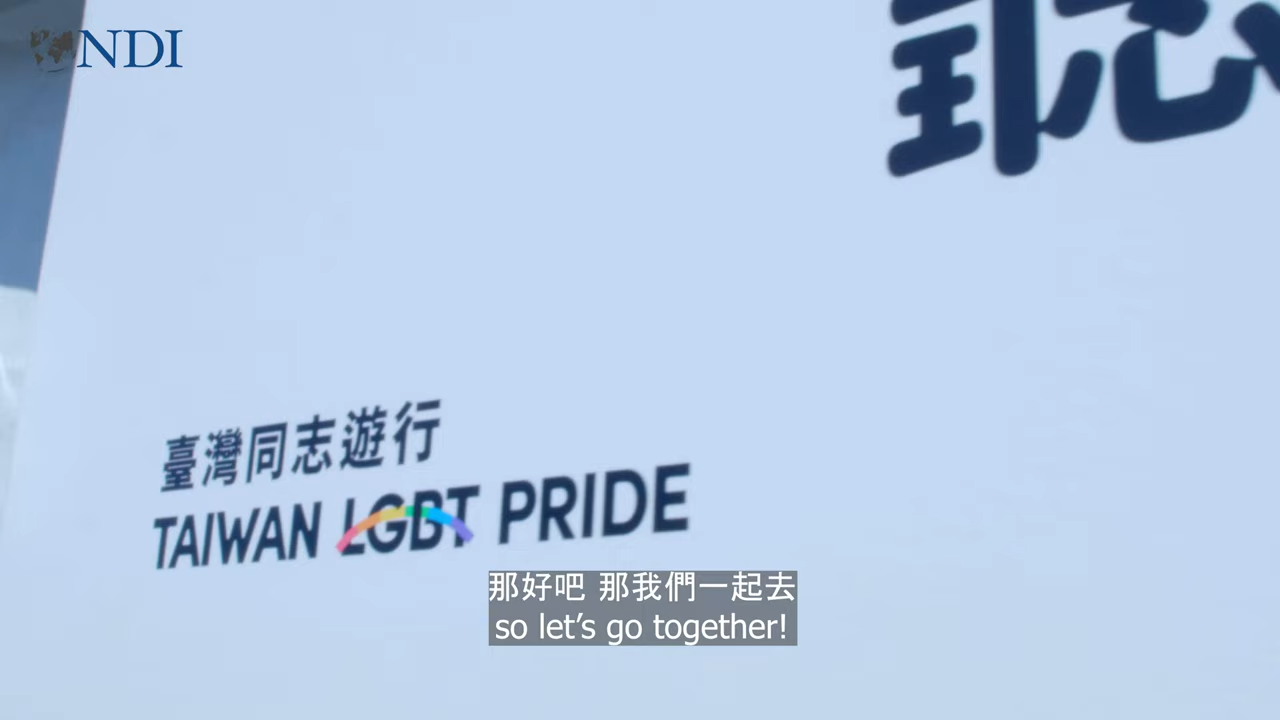 NDI
聽
臺灣同志遊行
TAIWAN LGBT PRIDE
那好吧 那我們一起去
so let's go together!